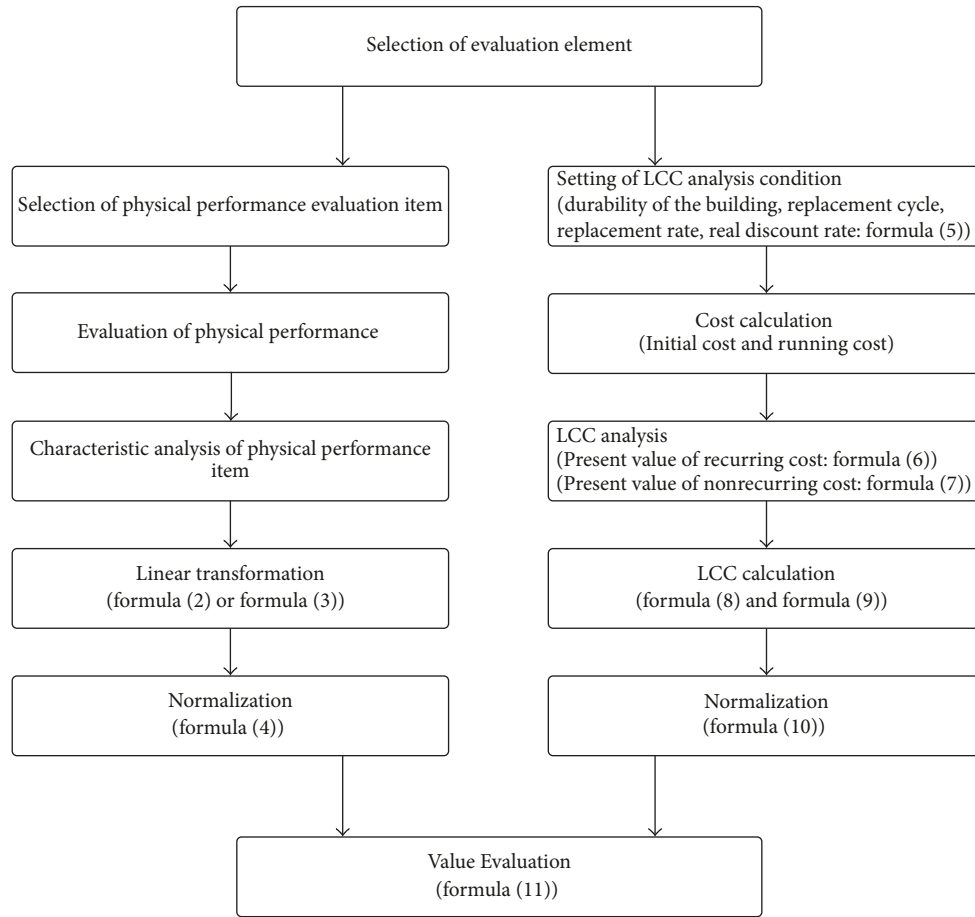 Selection of evaluation element
Selection of physical performance evaluation item
Evaluation of physical performance
Characteristic analysis of physical performance
item
Linear transformation
(formula (2) or formula (3))
Normalization
(formula (4))
Setting of LCC analysis condition
(durability of the building, replacement cycle,
replacement rate, real discount rate: formula (5))
Cost calculation
(Initial cost and running cost)
LCC analysis
(Present value of recurring cost: formula (6))
(Present value of nonrecurring cost: formula (7))
LCC calculation
(formula (8) and formula (9))
Normalization
(formula (10))
Value Evaluation
(formula (11))